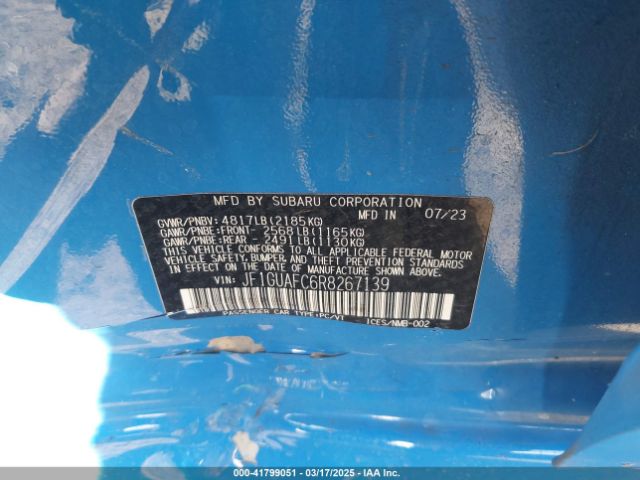 MFD BY SUBARU CORPORATION
MFD IN 07/23
GVWR/PNBV: 4817LB(2185KG)
GAWR/PNBE:FRONT- 2568LB(1165KG)
GAWR/PNBE:REAR - 2491LB(1130KG)
THIS VEHICLE CONFORMS TO ALL APPLICABLE FEDERAL MOTOR
VEHICLE SAFETY, BUMPER, AND THEFT PREVENTION STANDARDS
IN EFFECT ON THE DATE OF MANUFACTURE SHOWN ABOVE.
VIN: JF1GUAFC6R8267139
PASSENGER CAR TYPE:PC/VT ICES/NMB-002
000-41799051 - 03/17/2025 - IAA Inc.